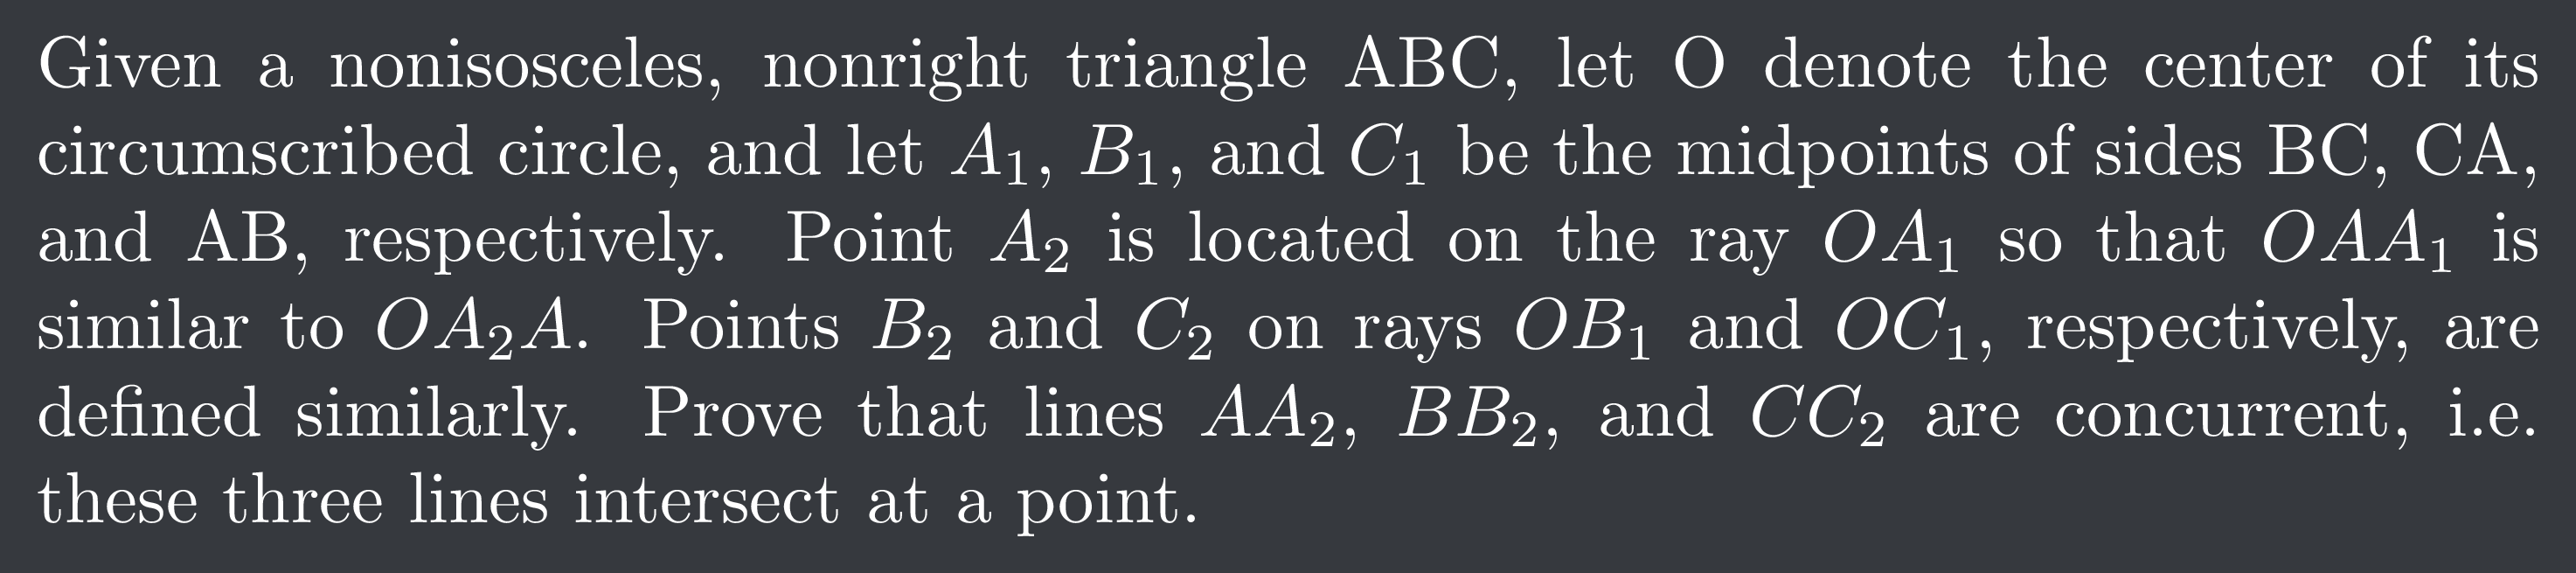 Given a nonisosceles, nonright triangle ABC, let O denote the center of its
circumscribed circle, and let $A_1$, $B_1$, and $C_1$ be the midpoints of sides BC, CA,
and AB, respectively. Point $A_2$ is located on the ray $OA_1$ so that $OAA_1$ is
similar to $OA_2A$. Points $B_2$ and $C_2$ on rays $OB_1$ and $OC_1$, respectively, are
defined similarly. Prove that lines $AA_2$, $BB_2$, and $CC_2$ are concurrent, i.e.
these three lines intersect at a point.